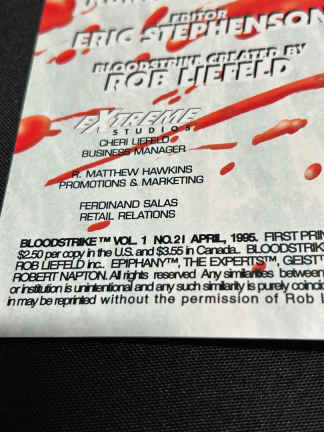 EDITOR
ERIC STEPHENSON
BLOODSTRIKE CREATED BY
ROB LIEFELD
EXTREME
STUDIOS
CHERI LIEFELD
BUSINESS MANAGER
R. MATTHEW HAWKINS
PROMOTIONS & MARKETING
FERDINAND SALAS
RETAIL RELATIONS
BLOODSTRIKE™ VOL. 1 NO.21 APRIL, 1995. FIRST PRIN
$2.50 per copy in the U.S. and $3.55 in Canada.. BLOODSTRIK
ROB LIEFELD inc.. EPIPHANY™, THE EXPERTS™, GEIST
ROBERT NAPTON. All rights reserved Any similarities between
or institution is unintentional and any such similarity is purely coincid
in may be reprinted without the permission of Rob L